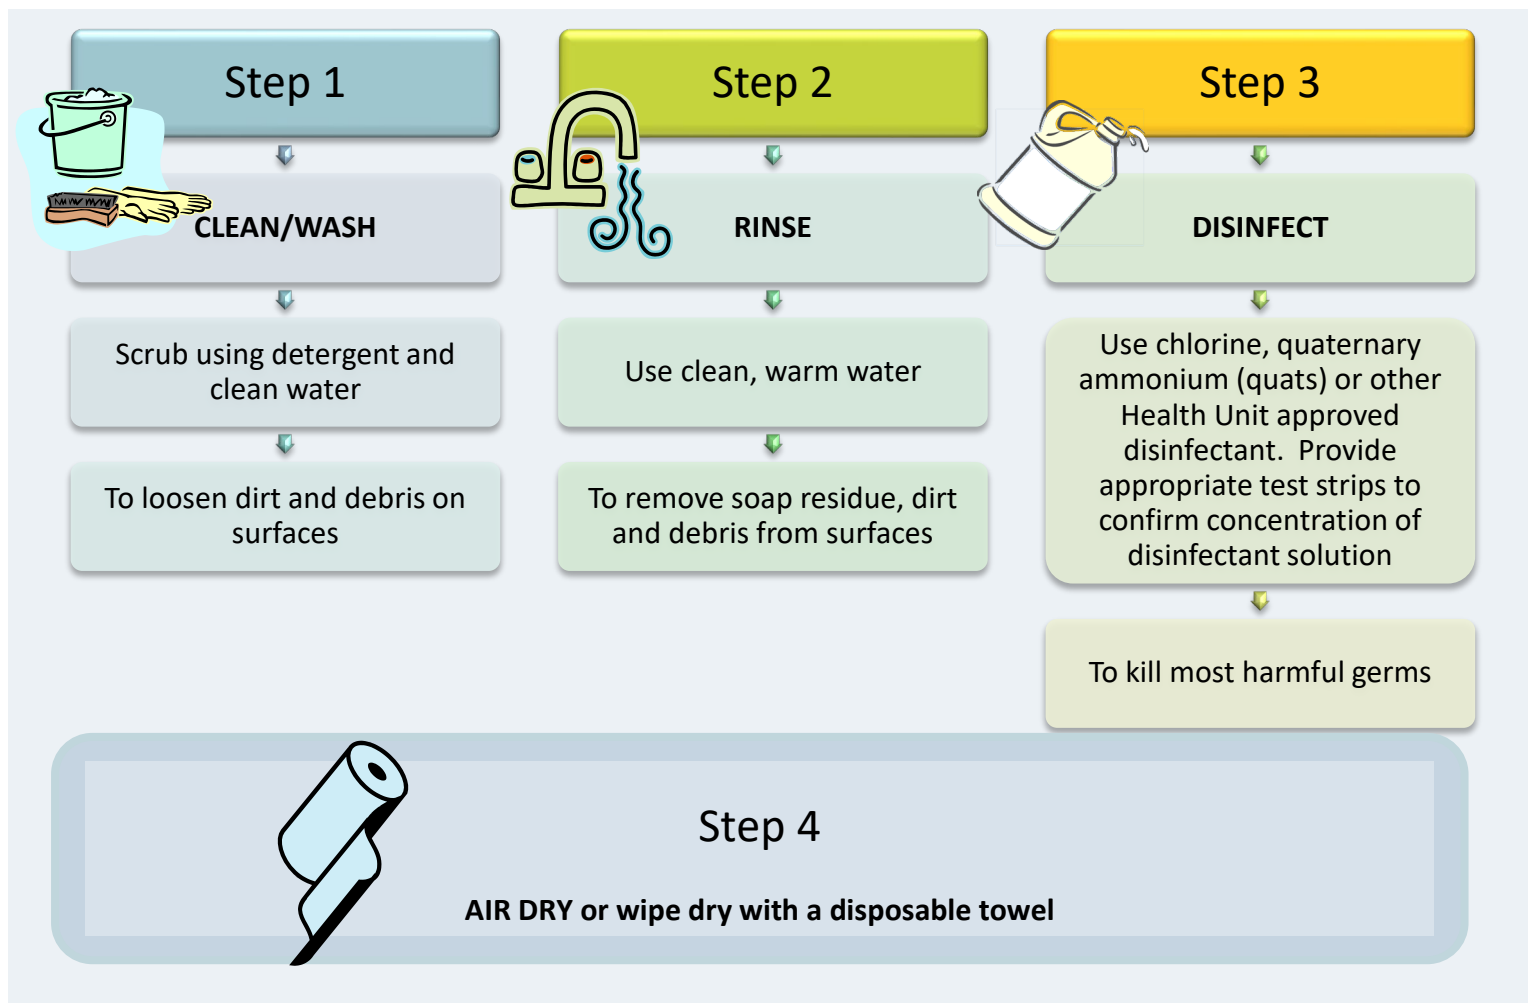 Step 1
CLEAN/WASH
Scrub using detergent and
clean water
To loosen dirt and debris on
surfaces
Step 2
RINSE
Use clean, warm water
To remove soap residue, dirt
and debris from surfaces
Step 3
DISINFECT
Use chlorine, quaternary
ammonium (quats) or other
Health Unit approved
disinfectant.  Provide
appropriate test strips to
confirm concentration of
disinfectant solution
To kill most harmful germs
Step 4
AIR DRY or wipe dry with a disposable towel